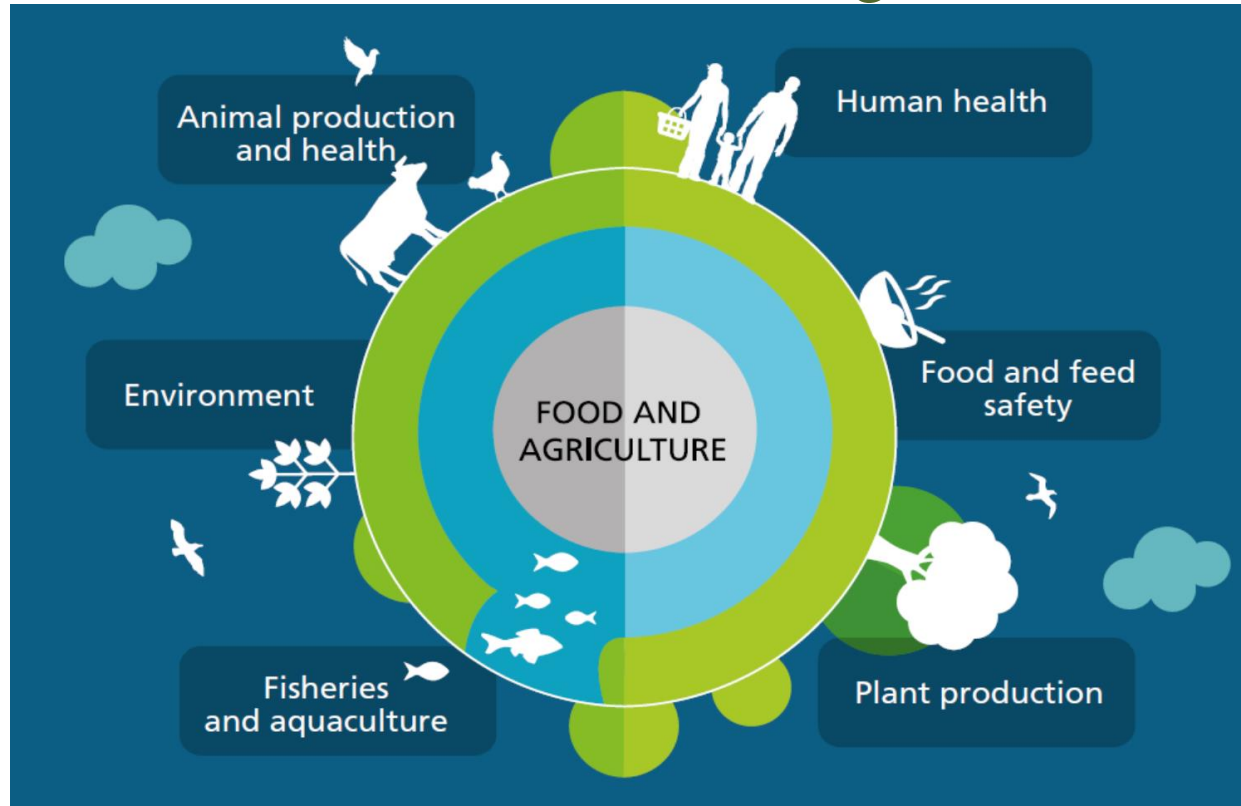 Animal production
and health
Human health
Environment
FOOD AND
AGRICULTURE
Food and feed
safety
Fisheries
and aquaculture
Plant production